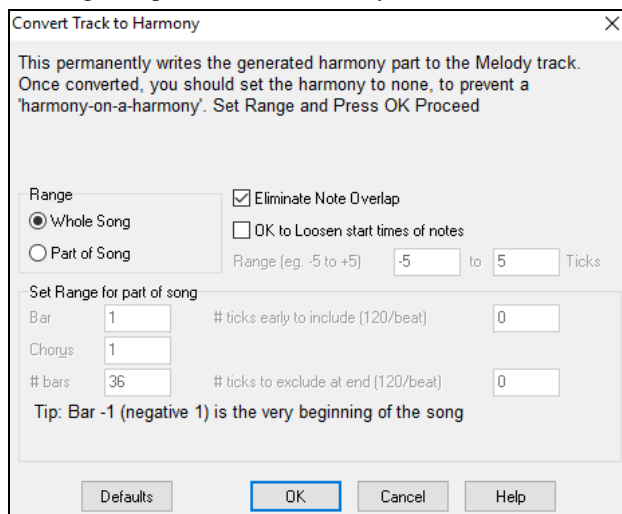 Convert Track to Harmony
This permanently writes the generated harmony part to the Melody track.
Once converted, you should set the harmony to none, to prevent a
'harmony-on-a-harmony'. Set Range and Press OK Proceed
Range
Whole Song
Part of Song
Eliminate Note Overlap
OK to Loosen start times of notes
Range (eg. -5 to +5) -5 to 5 Ticks
Set Range for part of song
Bar 1 # ticks early to include (120/beat) 0
Chorus 1
# bars 36 # ticks to exclude at end (120/beat) 0
Tip: Bar -1 (negative 1) is the very beginning of the song
Defaults OK Cancel Help